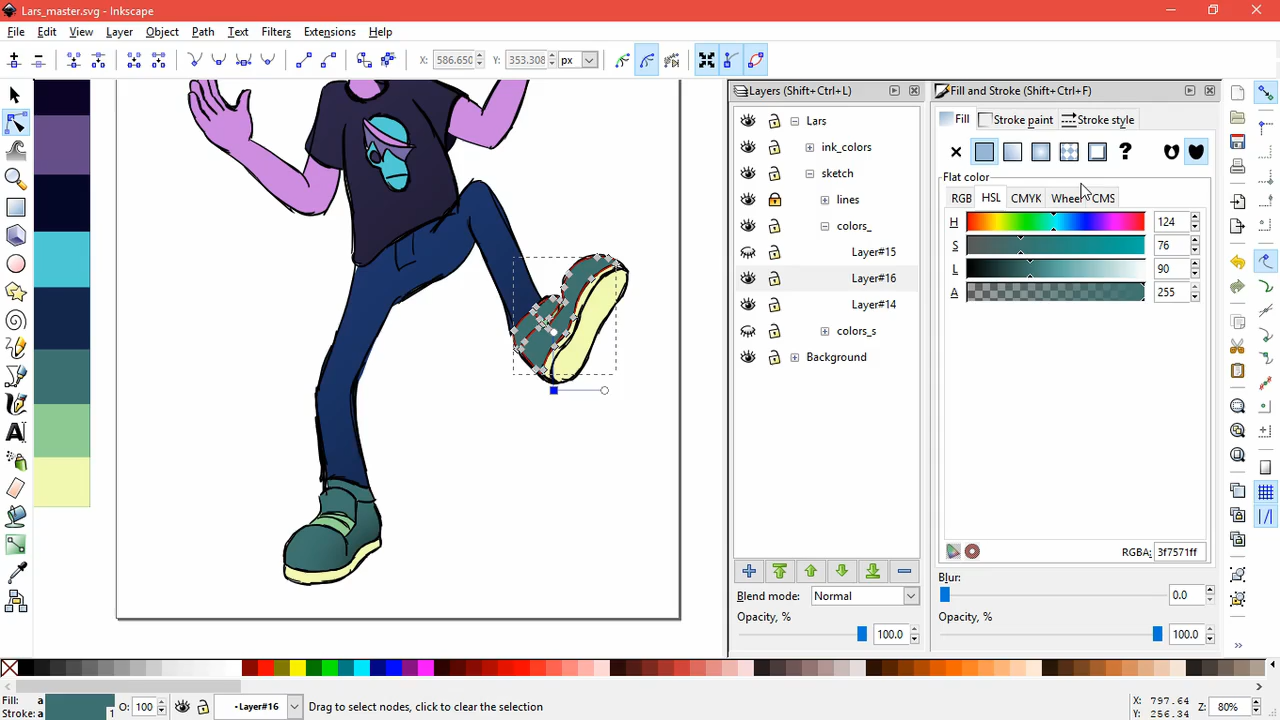 Lars_master.svg - Inkscape
File Edit View Layer Object Path Text Filters Extensions Help
X: 586.650 Y: 353.308 px
Layers (Shift+Ctrl+L) Fill and Stroke (Shift+Ctrl+F)
Lars
ink_colors
sketch
lines
colors_
Layer#15
Layer#16
Layer#14
colors_s
Background
Blend mode: Normal
Opacity, % 100.0
Fill Stroke paint Stroke style
Flat color
RGB HSL CMYK Wheel CMS
H 124
S 76
L 90
A 255
RGBA: 3f7571ff
Blur:
0.0
Opacity, %
100.0
Fill: a
Stroke: a 1 O: 100 -Layer#16 Drag to select nodes, click to clear the selection
X: 797.64
Y: 256.34 Z: 80%